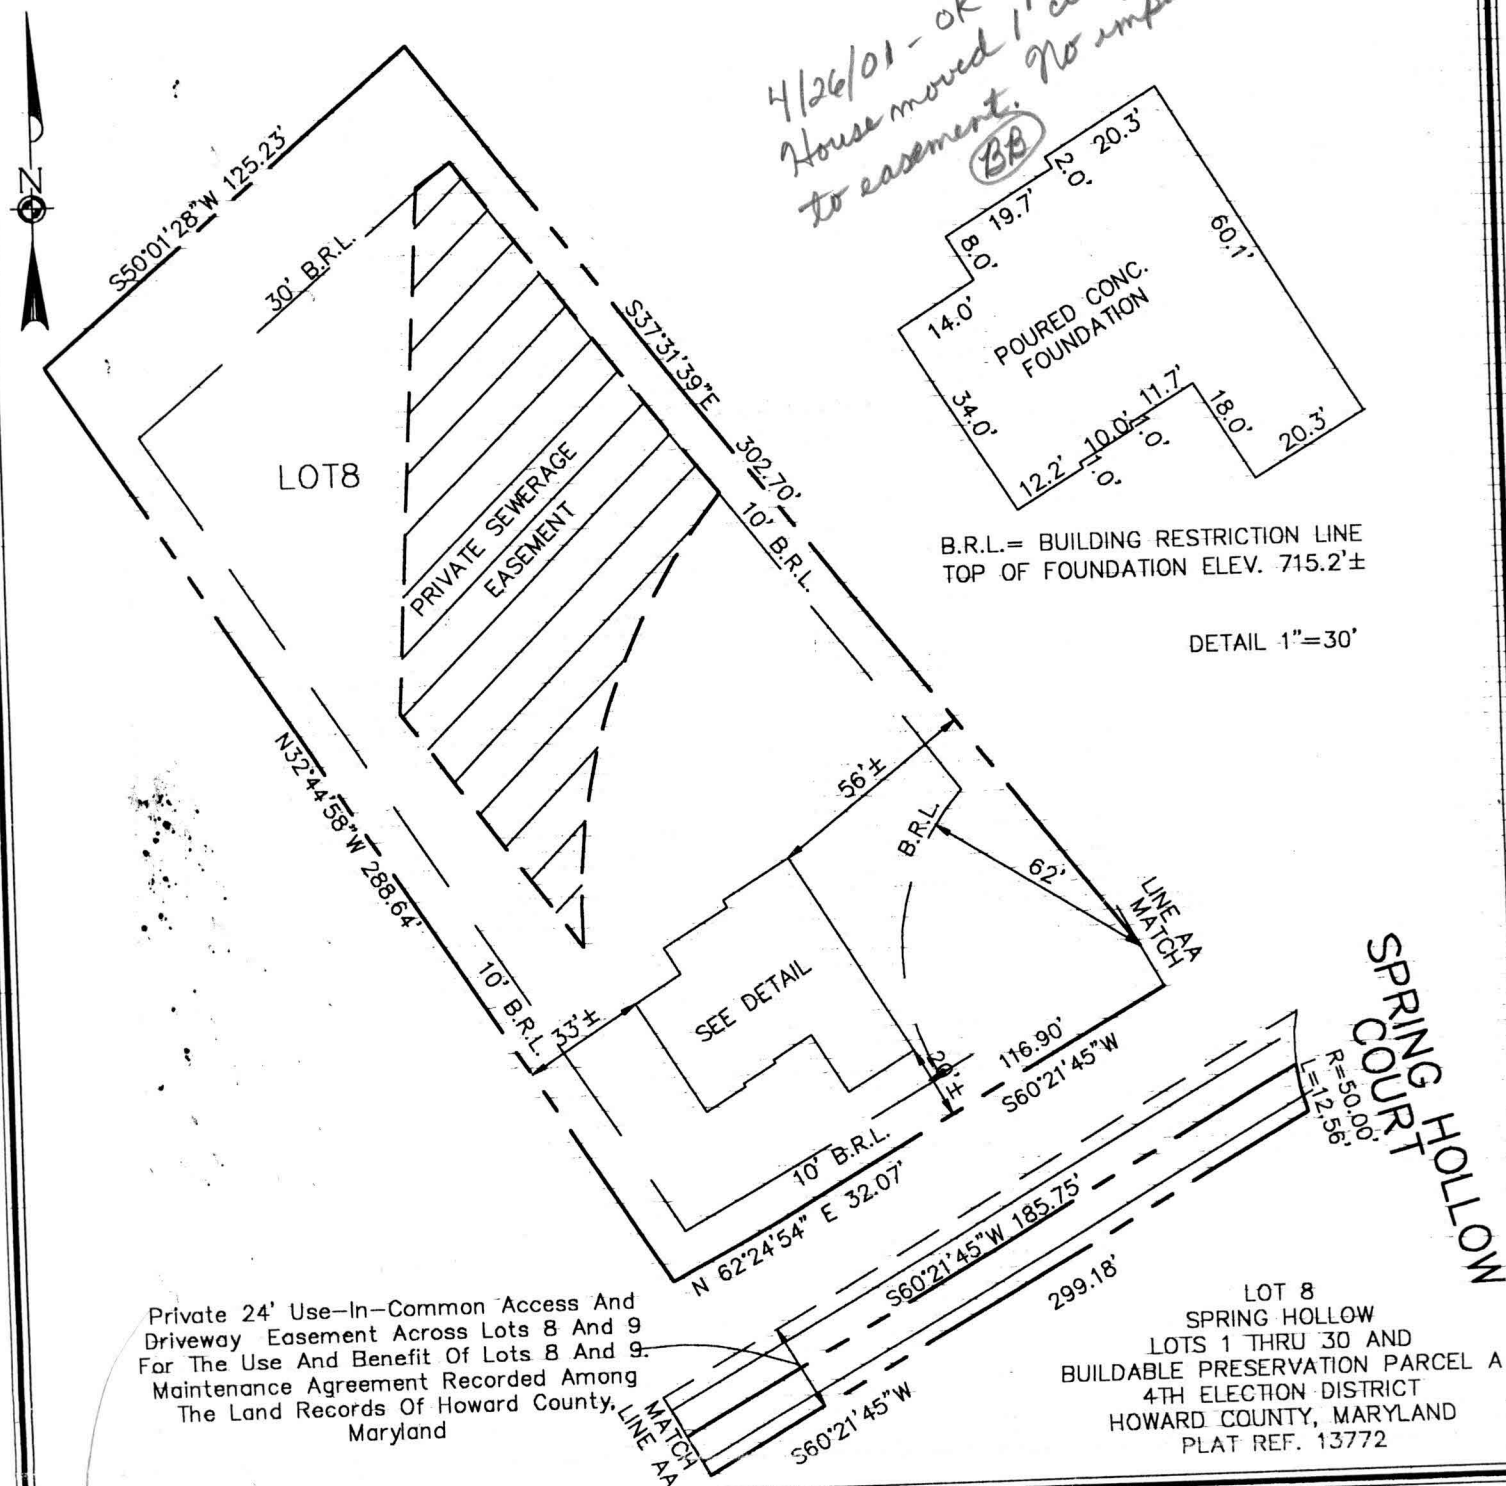 4/26/01 - OK
House moved 1'
to easement. No
BB
N
S50°01'28"W 125.23'
30' B.R.L.
S37°31'39"E
302.70'
10' B.R.L.
LOT8
PRIVATE SEWERAGE
EASEMENT
20.3'
2.0'
19.7'
8.0'
14.0'
60.1'
POURED CONC.
FOUNDATION
34.0'
12.2'
1.0'
10.0'
1.0'
11.7'
18.0'
20.3'
B.R.L.= BUILDING RESTRICTION LINE
TOP OF FOUNDATION ELEV. 715.2'±
DETAIL 1"=30'
N32°44'58"W 288.64'
56'±
B.R.L.
62'
MATCH
LINE AA
10' B.R.L.
33'±
SEE DETAIL
20'±
116.90'
S60°21'45"W
10' B.R.L.
N 62°24'54" E 32.07'
SPRING HOLLOW
COURT
R=50.00'
L=12.56'
S60°21'45"W 185.75'
299.18'
S60°21'45"W
MATCH
LINE AA
Private 24' Use-In-Common Access And
Driveway Easement Across Lots 8 And 9
For The Use And Benefit Of Lots 8 And 9.
Maintenance Agreement Recorded Among
The Land Records Of Howard County,
Maryland
LOT 8
SPRING HOLLOW
LOTS 1 THRU 30 AND
BUILDABLE PRESERVATION PARCEL A
4TH ELECTION DISTRICT
HOWARD COUNTY, MARYLAND
PLAT REF. 13772